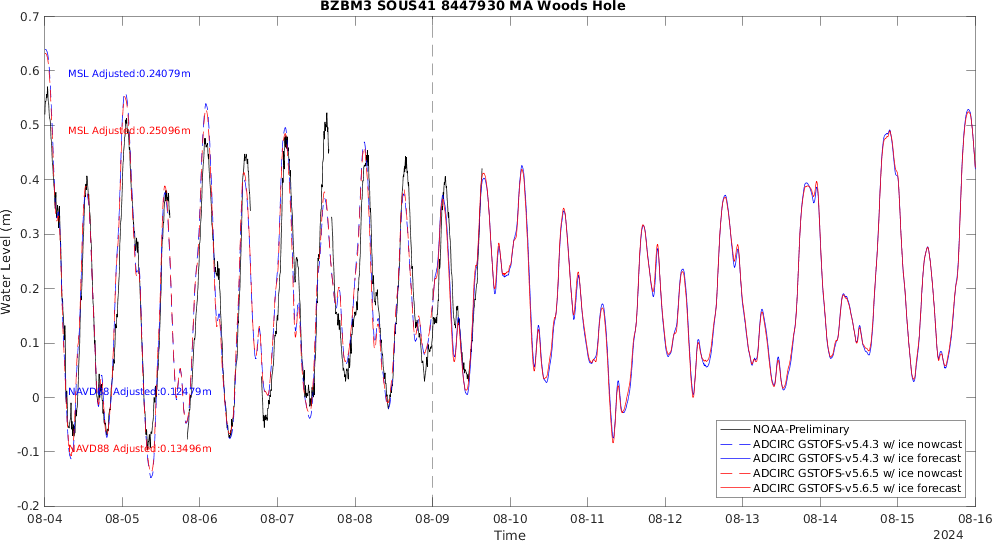 BZBM3 SOUS41 8447930 MA Woods Hole
0.7
0.6
0.5
0.4
0.3
0.2
0.1
0
-0.1
-0.2
Water Level (m)
MSL Adjusted:0.24079m
MSL Adjusted:0.25096m
NAVD88 Adjusted:0.12479m
NAVD88 Adjusted:0.13496m
NOAA-Preliminary
ADCIRC GSTOFS-v5.4.3 w/ ice nowcast
ADCIRC GSTOFS-v5.4.3 w/ ice forecast
ADCIRC GSTOFS-v5.6.5 w/ ice nowcast
ADCIRC GSTOFS-v5.6.5 w/ ice forecast
08-04 08-05 08-06 08-07 08-08 08-09 08-10 08-11 08-12 08-13 08-14 08-15 08-16
Time
2024